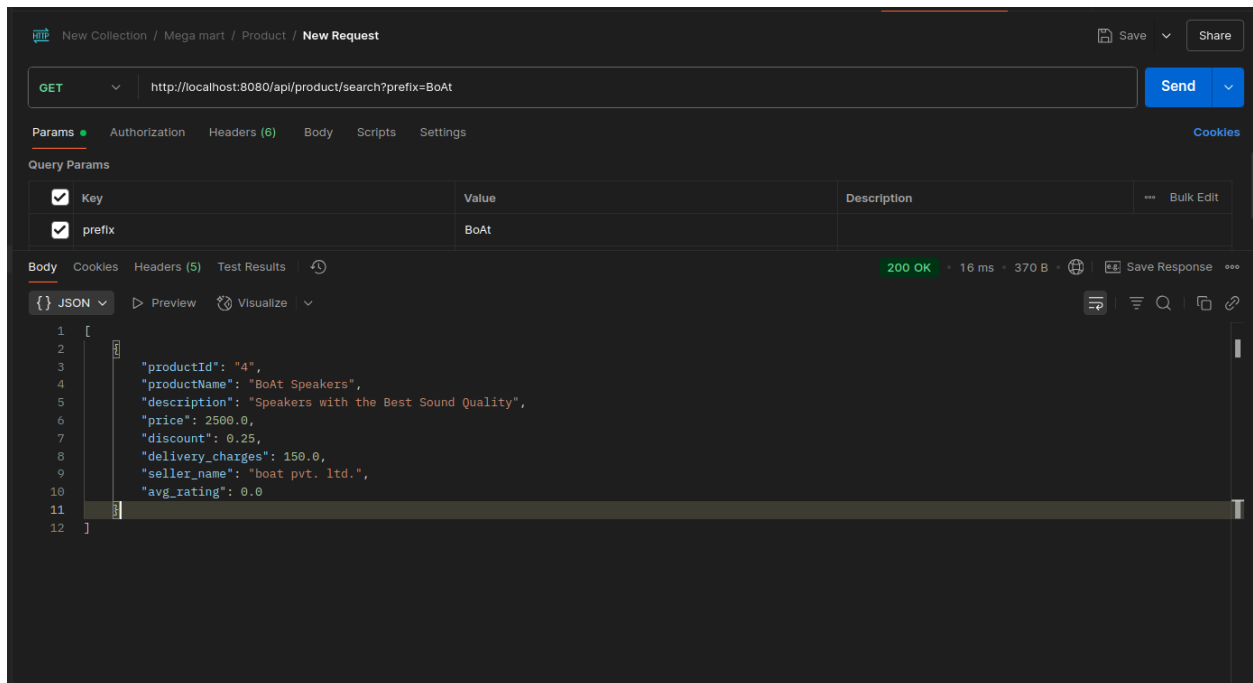 HTTP New Collection / Mega mart / Product / New Request Save Share
GET http://localhost:8080/api/product/search?prefix=BoAt Send
Params Authorization Headers (6) Body Scripts Settings Cookies
Query Params
Key Value Description Bulk Edit
prefix BoAt
Body Cookies Headers (5) Test Results 200 OK 16 ms 370 B e.g. Save Response
{} JSON Preview Visualize
1 [
2 {
3 "productId": "4",
4 "productName": "BoAt Speakers",
5 "description": "Speakers with the Best Sound Quality",
6 "price": 2500.0,
7 "discount": 0.25,
8 "delivery_charges": 150.0,
9 "seller_name": "boat pvt. ltd.",
10 "avg_rating": 0.0
11 }
12 ]